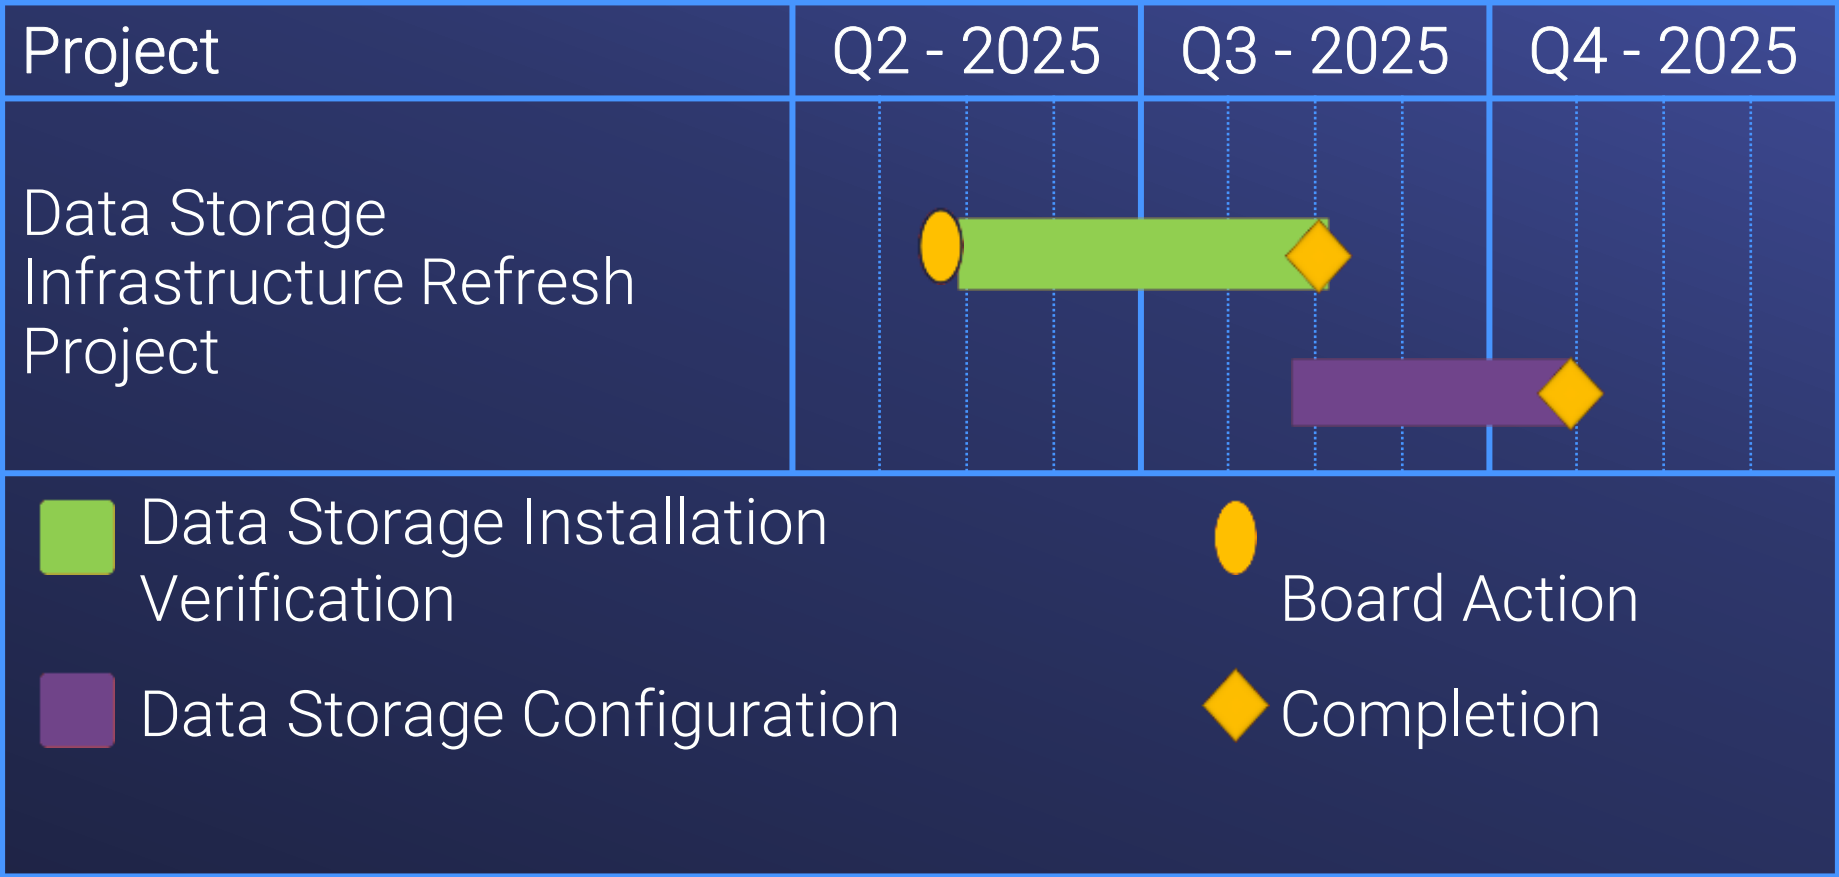 Project
Q2 - 2025
Q3 - 2025
Q4 - 2025
Data Storage
Infrastructure Refresh
Project
Data Storage Installation
Verification
Board Action
Data Storage Configuration
Completion